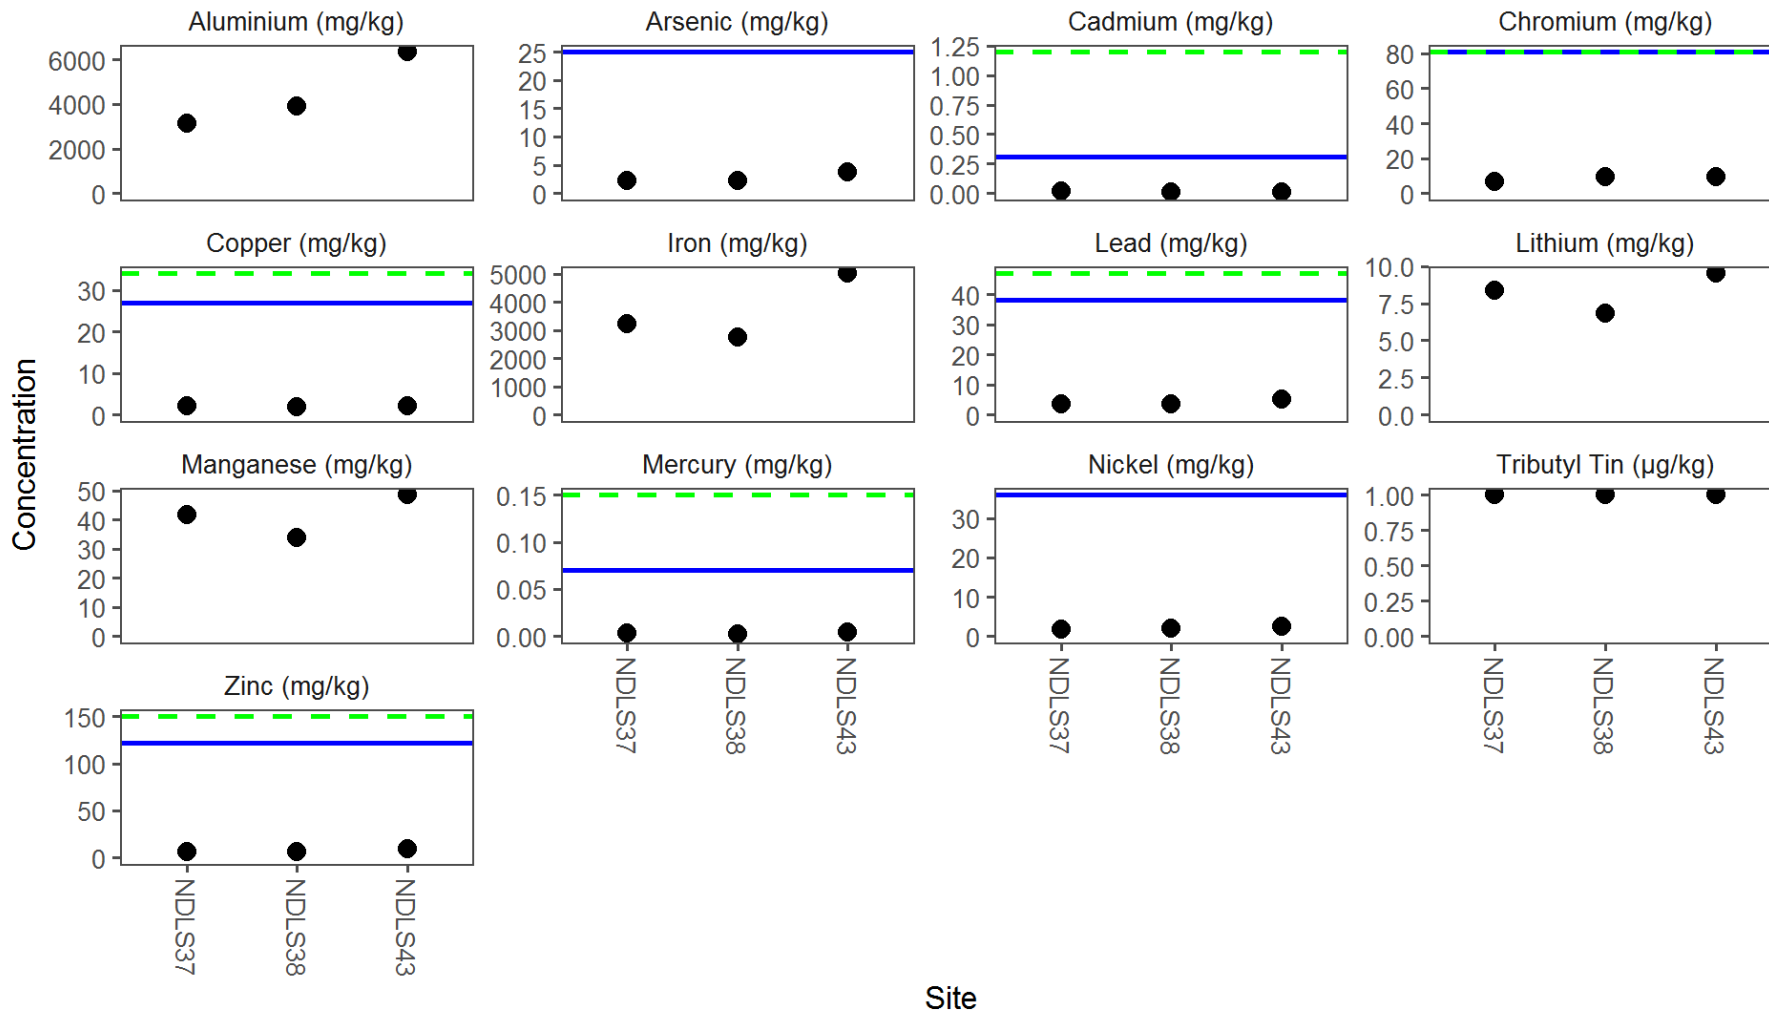 Aluminium (mg/kg)
Arsenic (mg/kg)
Cadmium (mg/kg)
Chromium (mg/kg)
6000
4000
2000
0
25
20
15
10
5
0
1.25
1.00
0.75
0.50
0.25
0.00
80
60
40
20
0
Copper (mg/kg)
Iron (mg/kg)
Lead (mg/kg)
Lithium (mg/kg)
30
20
10
0
5000
4000
3000
2000
1000
0
40
30
20
10
0
10.0
7.5
5.0
2.5
0.0
Manganese (mg/kg)
Mercury (mg/kg)
Nickel (mg/kg)
Tributyl Tin (µg/kg)
50
40
30
20
10
0
0.15
0.10
0.05
0.00
30
20
10
0
1.00
0.75
0.50
0.25
0.00
NDLS37
NDLS38
NDLS43
NDLS37
NDLS38
NDLS43
NDLS37
NDLS38
NDLS43
Zinc (mg/kg)
150
100
50
0
NDLS37
NDLS38
NDLS43
Concentration
Site